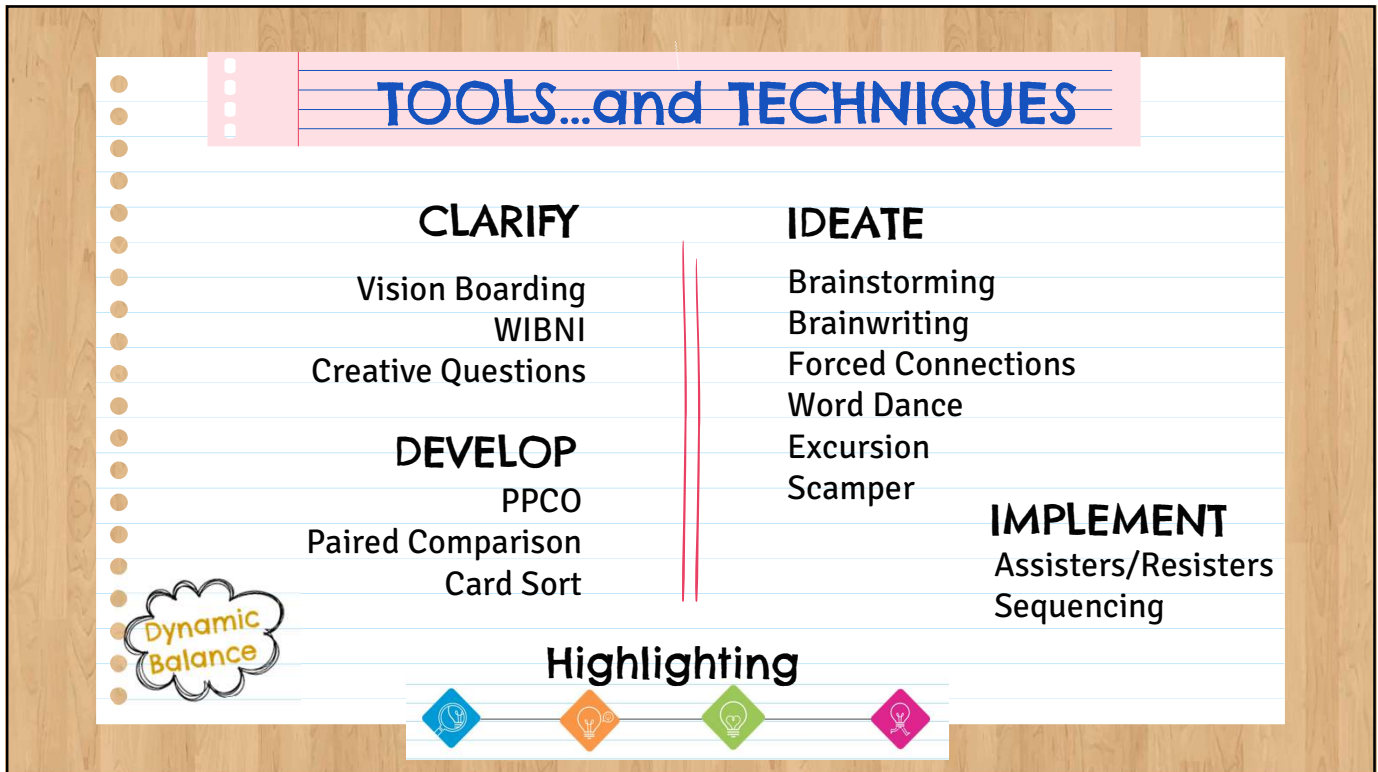 TOOLS...and TECHNIQUES
CLARIFY
Vision Boarding
WIBNI
Creative Questions
DEVELOP
PPCO
Paired Comparison
Card Sort
IDEATE
Brainstorming
Brainwriting
Forced Connections
Word Dance
Excursion
Scamper
IMPLEMENT
Assisters/Resisters
Sequencing
Dynamic
Balance
Highlighting